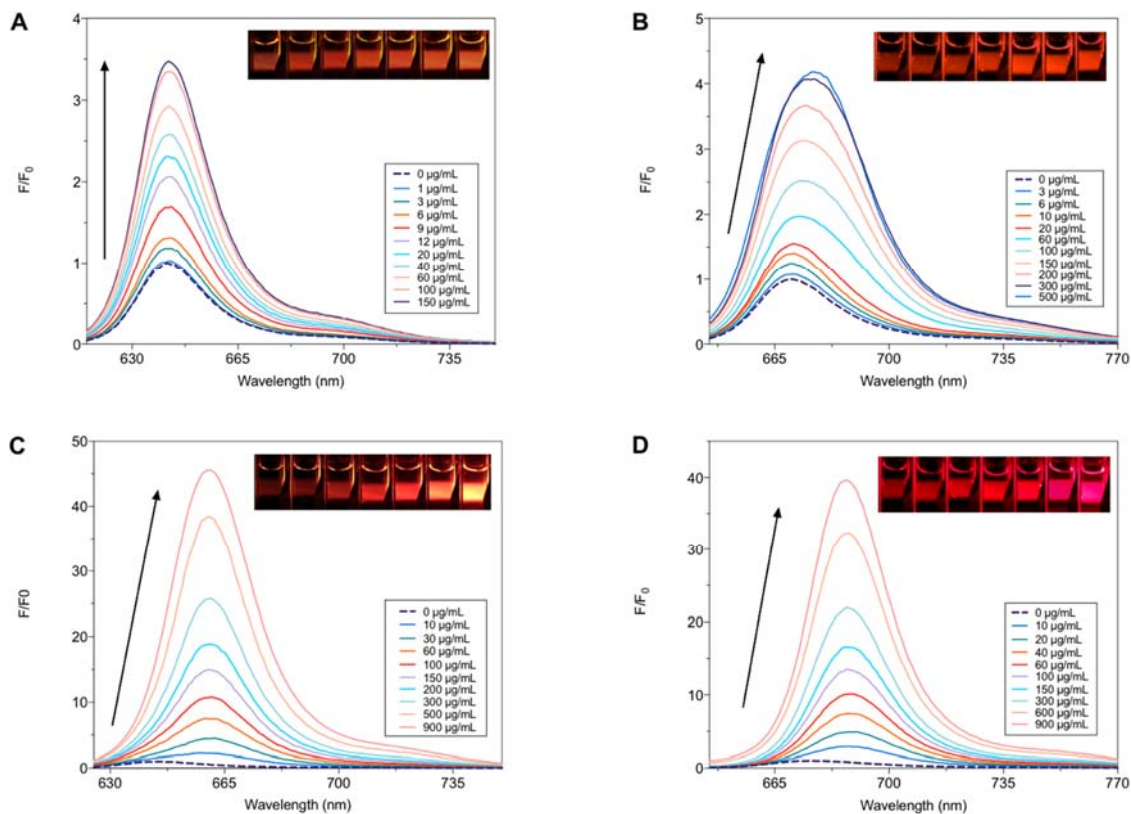 A
F/F0
4
3
2
1
0
630
665
700
735
Wavelength (nm)
0 µg/mL
1 µg/mL
3 µg/mL
6 µg/mL
9 µg/mL
12 µg/mL
20 µg/mL
40 µg/mL
60 µg/mL
100 µg/mL
150 µg/mL
B
F/F0
5
4
3
2
1
0
665
700
735
770
Wavelength (nm)
0 µg/mL
3 µg/mL
6 µg/mL
10 µg/mL
20 µg/mL
60 µg/mL
100 µg/mL
150 µg/mL
200 µg/mL
300 µg/mL
500 µg/mL
C
F/F0
50
40
30
20
10
0
630
665
700
735
Wavelength (nm)
0 µg/mL
10 µg/mL
30 µg/mL
60 µg/mL
100 µg/mL
150 µg/mL
200 µg/mL
300 µg/mL
500 µg/mL
900 µg/mL
D
F/F0
40
30
20
10
0
665
700
735
770
Wavelength (nm)
0 µg/mL
10 µg/mL
20 µg/mL
40 µg/mL
60 µg/mL
100 µg/mL
150 µg/mL
300 µg/mL
600 µg/mL
900 µg/mL